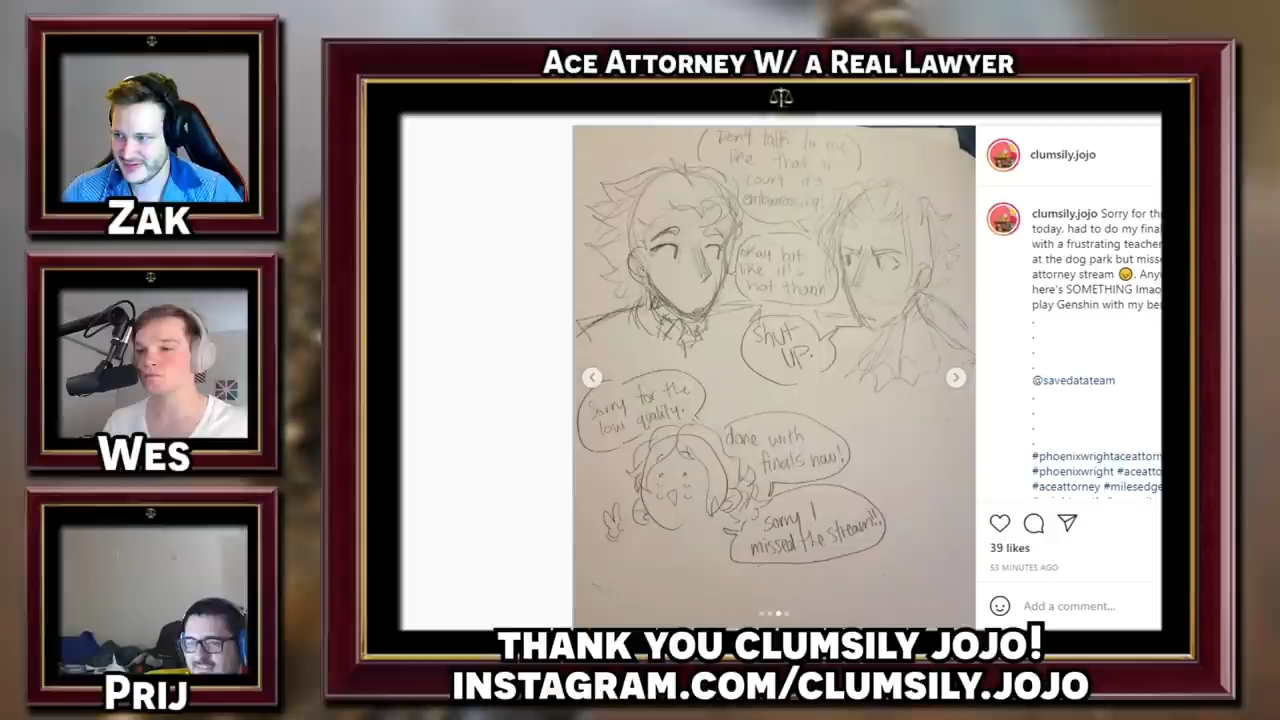 Ace Attorney W/ a Real Lawyer
Zak
Wes
Prij
(Don't talk to me
like that in
court it's
embarrassing)
okay but
like it's
not though
Shut
UP.
Sorry for the
low quality.
done with
finals now!
Sorry I
missed the stream!!
clumsily.jojo
clumsily.jojo Sorry for th
today, had to do my fina
with a frustrating teacher
at the dog park but misse
attorney stream 😞. Any
here's SOMETHING lmao
play Genshin with my be
.
.
.
.
@savedatateam
.
.
.
.
#phoenixwrightaceattorn
#phoenixwright #aceatto
#aceattorney #milesedge
39 likes
53 MINUTES AGO
Add a comment...
THANK YOU CLUMSILY JOJO!
INSTAGRAM.COM/CLUMSILY.JOJO